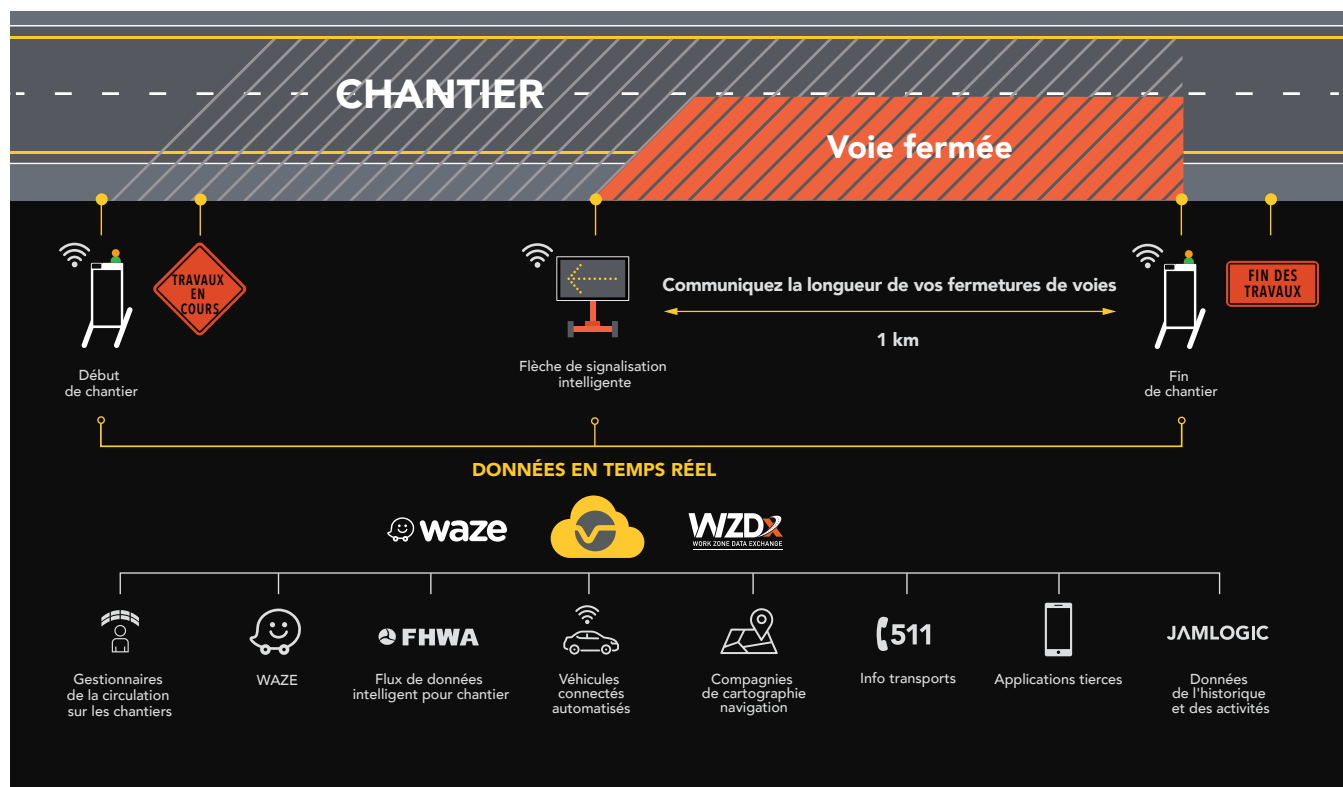 CHANTIER
Voie fermée
TRAVAUX
EN
COURS
Communiquez la longueur de vos fermetures de voies
1 km
FIN DES
TRAVAUX
Début
de chantier
Flèche de signalisation
intelligente
Fin
de chantier
DONNÉES EN TEMPS RÉEL
waze
WZDx
WORK ZONE DATA EXCHANGE
FHWA
511
JAMLOGIC
Gestionnaires
de la circulation
sur les chantiers
WAZE
Flux de données
intelligent pour chantier
Véhicules
connectés
automatisés
Compagnies
de cartographie
navigation
Info transports
Applications tierces
Données
de l'historique
et des activités